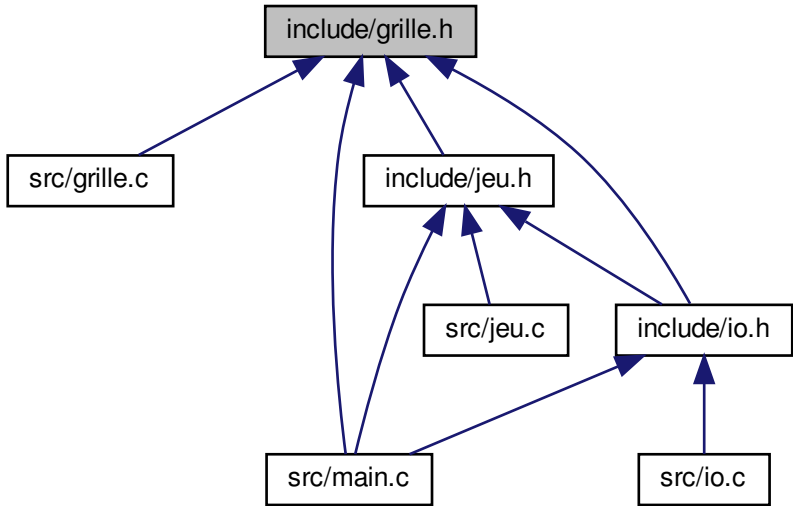 include/grille.h
src/grille.c
include/jeu.h
src/jeu.c
include/io.h
src/main.c
src/io.c